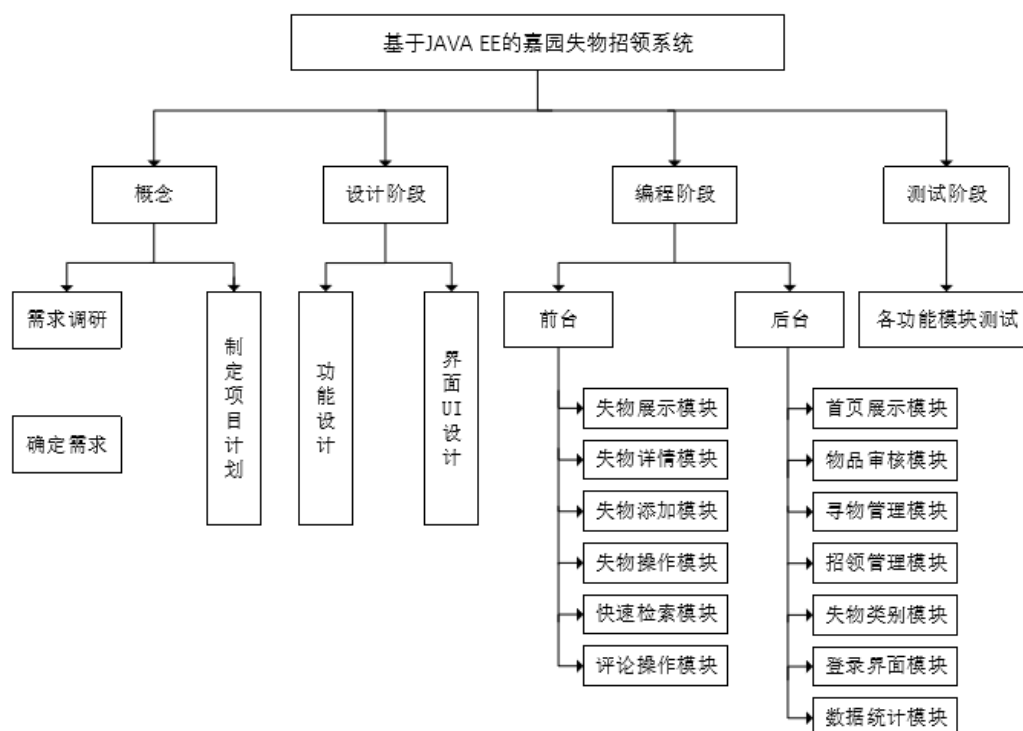 基于JAVA EE的嘉园失物招领系统
概念
设计阶段
编程阶段
测试阶段
需求调研
确定需求
制定项目计划
功能设计
界面UI设计
前台
后台
各功能模块测试
失物展示模块
失物详情模块
失物添加模块
失物操作模块
快速检索模块
评论操作模块
首页展示模块
物品审核模块
寻物管理模块
招领管理模块
失物类别模块
登录界面模块
数据统计模块